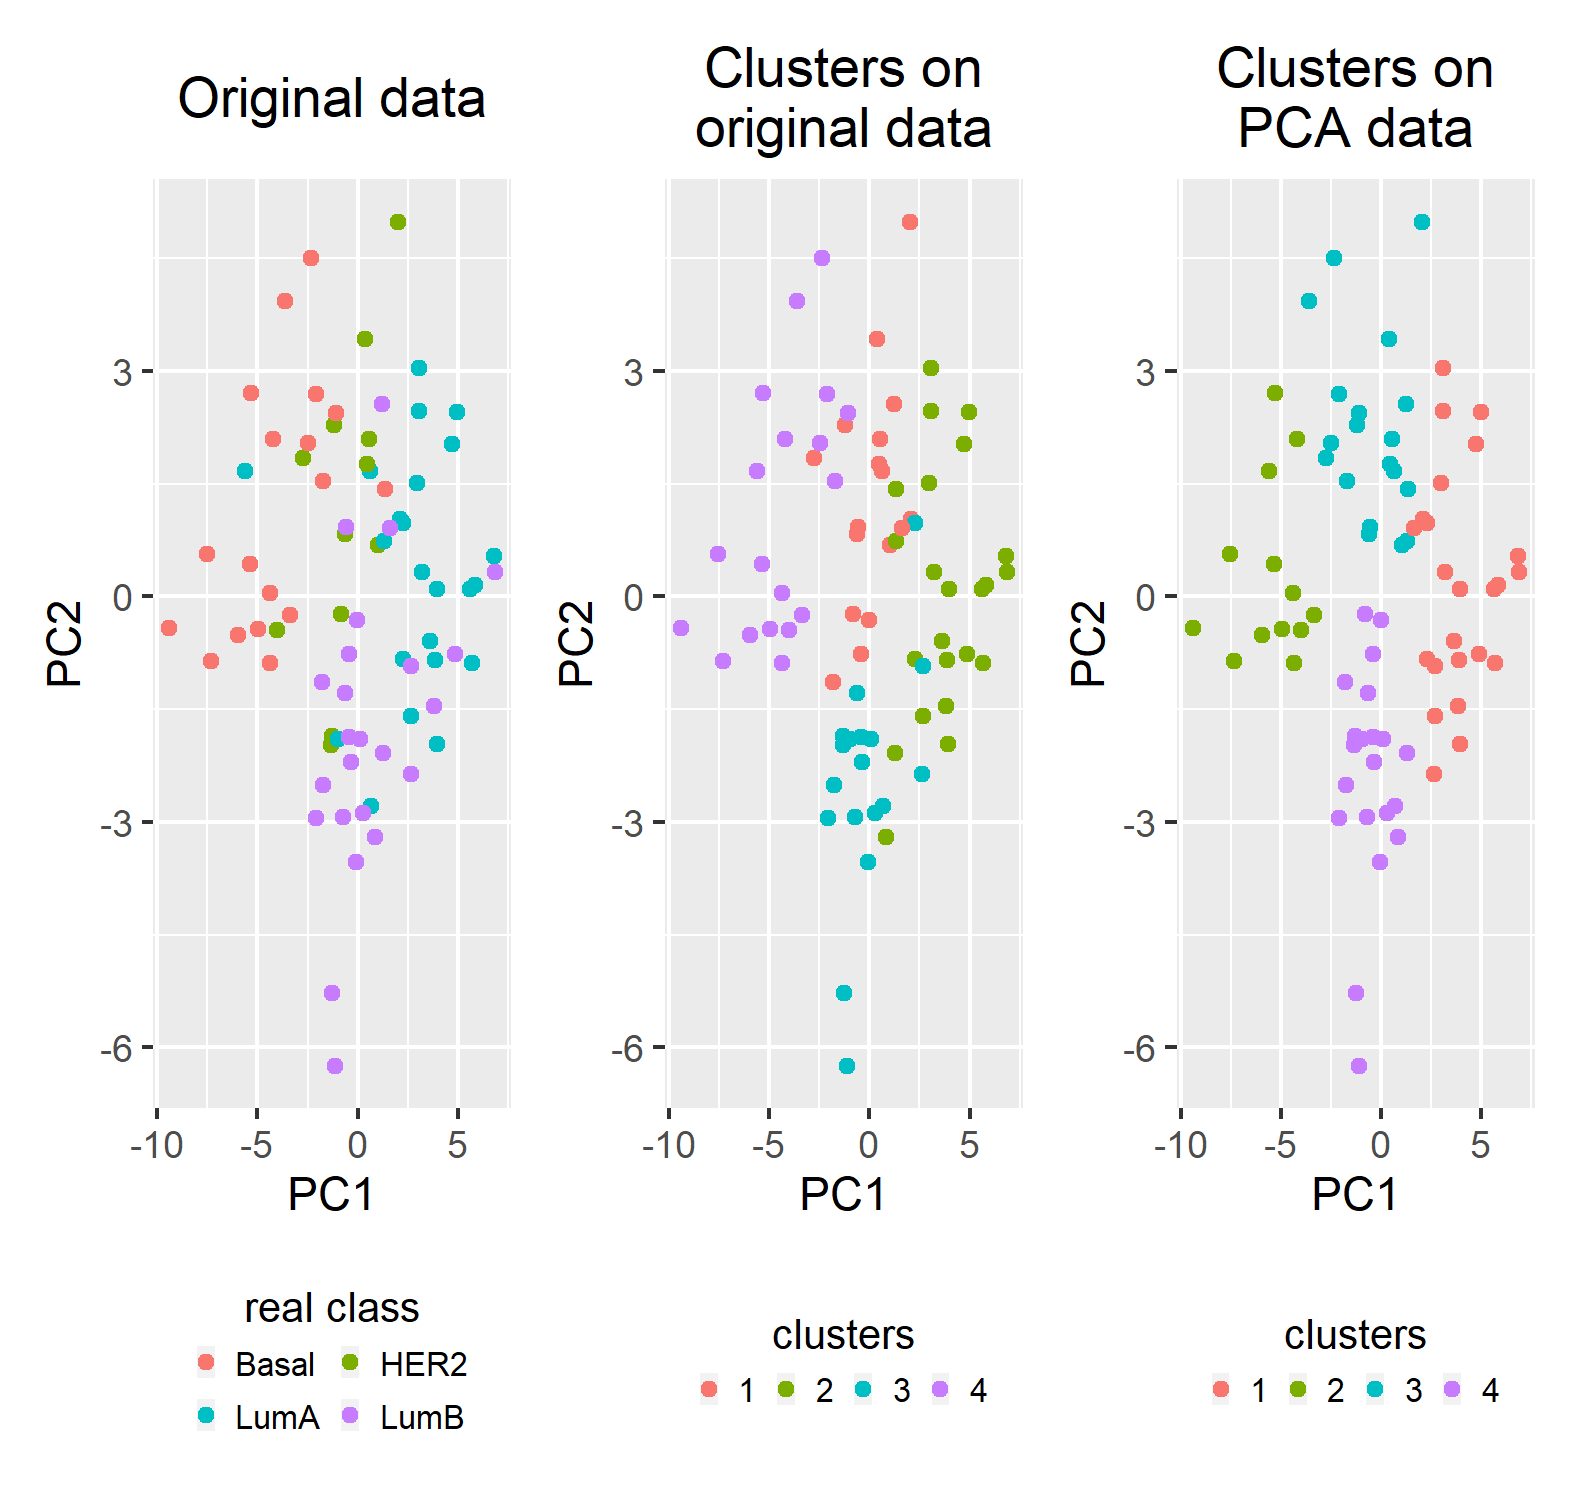 Original data
Clusters on
original data
Clusters on
PCA data
PC2
3
0
-3
-6
-10 -5 0 5
PC1
PC2
3
0
-3
-6
-10 -5 0 5
PC1
PC2
3
0
-3
-6
-10 -5 0 5
PC1
real class
Basal HER2
LumA LumB
clusters
1 2 3 4
clusters
1 2 3 4